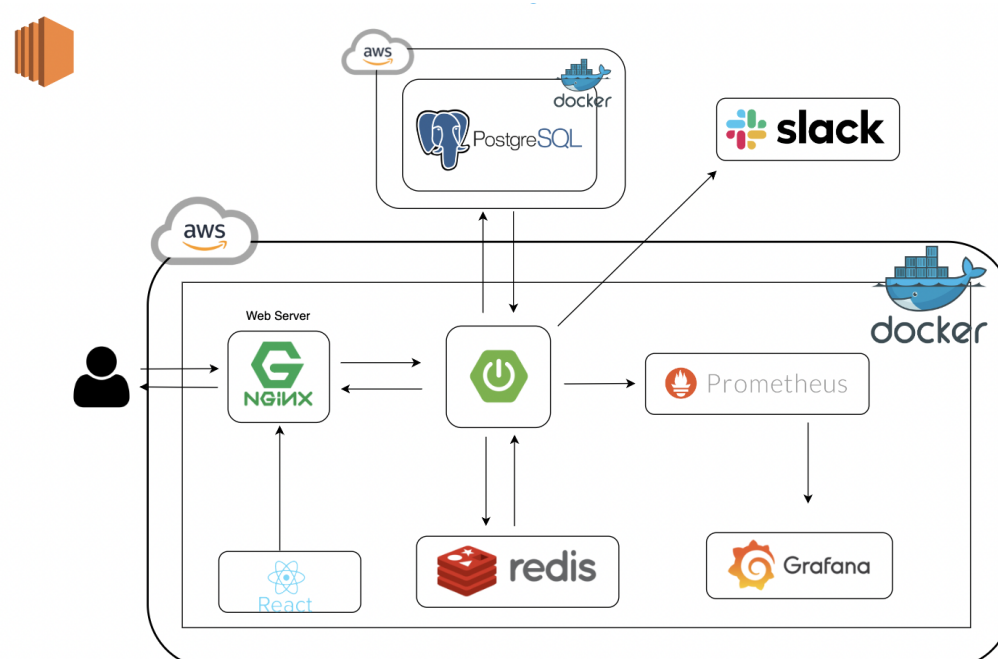 aws
docker
PostgreSQL
slack
aws
docker
Web Server
NGiNX
Prometheus
React
redis
Grafana